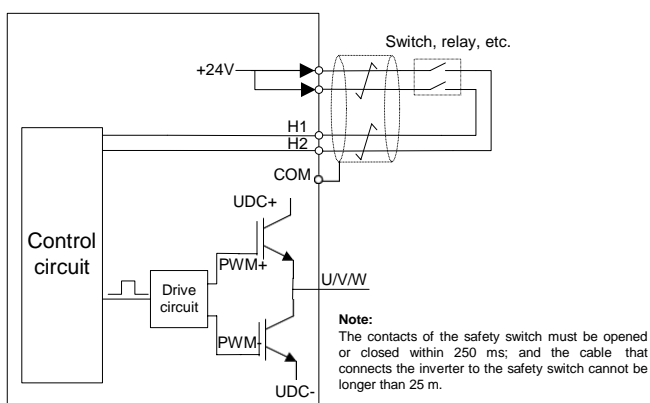 Switch, relay, etc.
+24V
H1
H2
COM
UDC+
Control
circuit
PWM+
Drive
circuit
U/V/W
PWM-
UDC-
Note:
The contacts of the safety switch must be opened
or closed within 250 ms; and the cable that
connects the inverter to the safety switch cannot be
longer than 25 m.